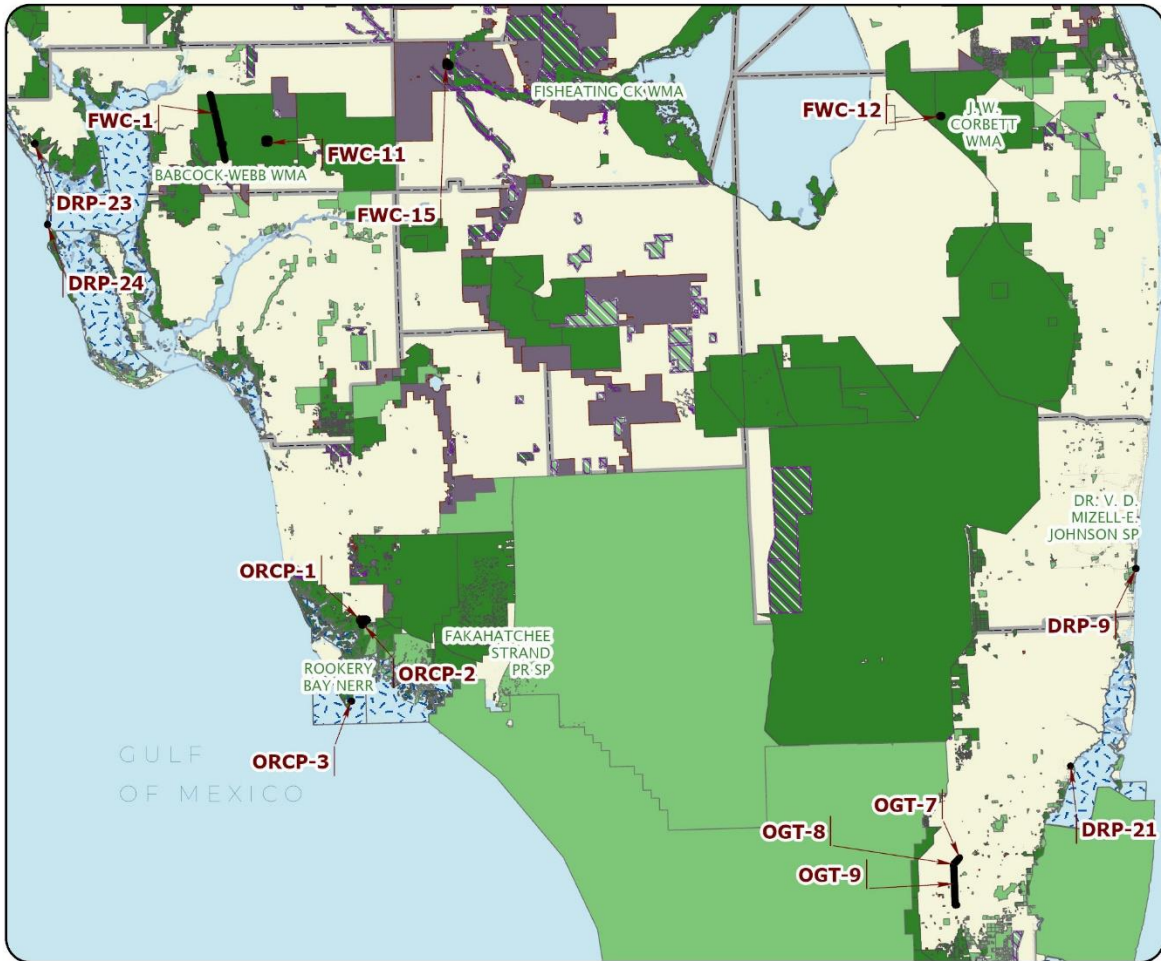 FISHEATING CK WMA
FWC-1
FWC-12
J. W.
CORBETT
WMA
FWC-11
BABCOCK-WEBB WMA
DRP-23
FWC-15
DRP-24
DR. V. D.
MIZELL-E.
JOHNSON SP
ORCP-1
DRP-9
FAKAHATCHEE
STRAND
PR SP
ROOKERY
BAY NERR
ORCP-2
GULF
OF MEXICO
ORCP-3
OGT-7
OGT-8
DRP-21
OGT-9